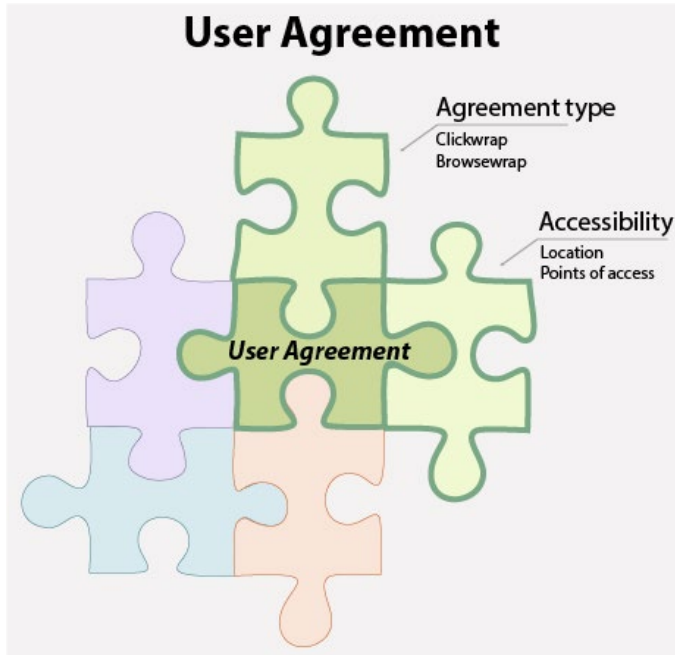 User Agreement
Agreement type
Clickwrap
Browsewrap
Accessibility
Location
Points of access
User Agreement